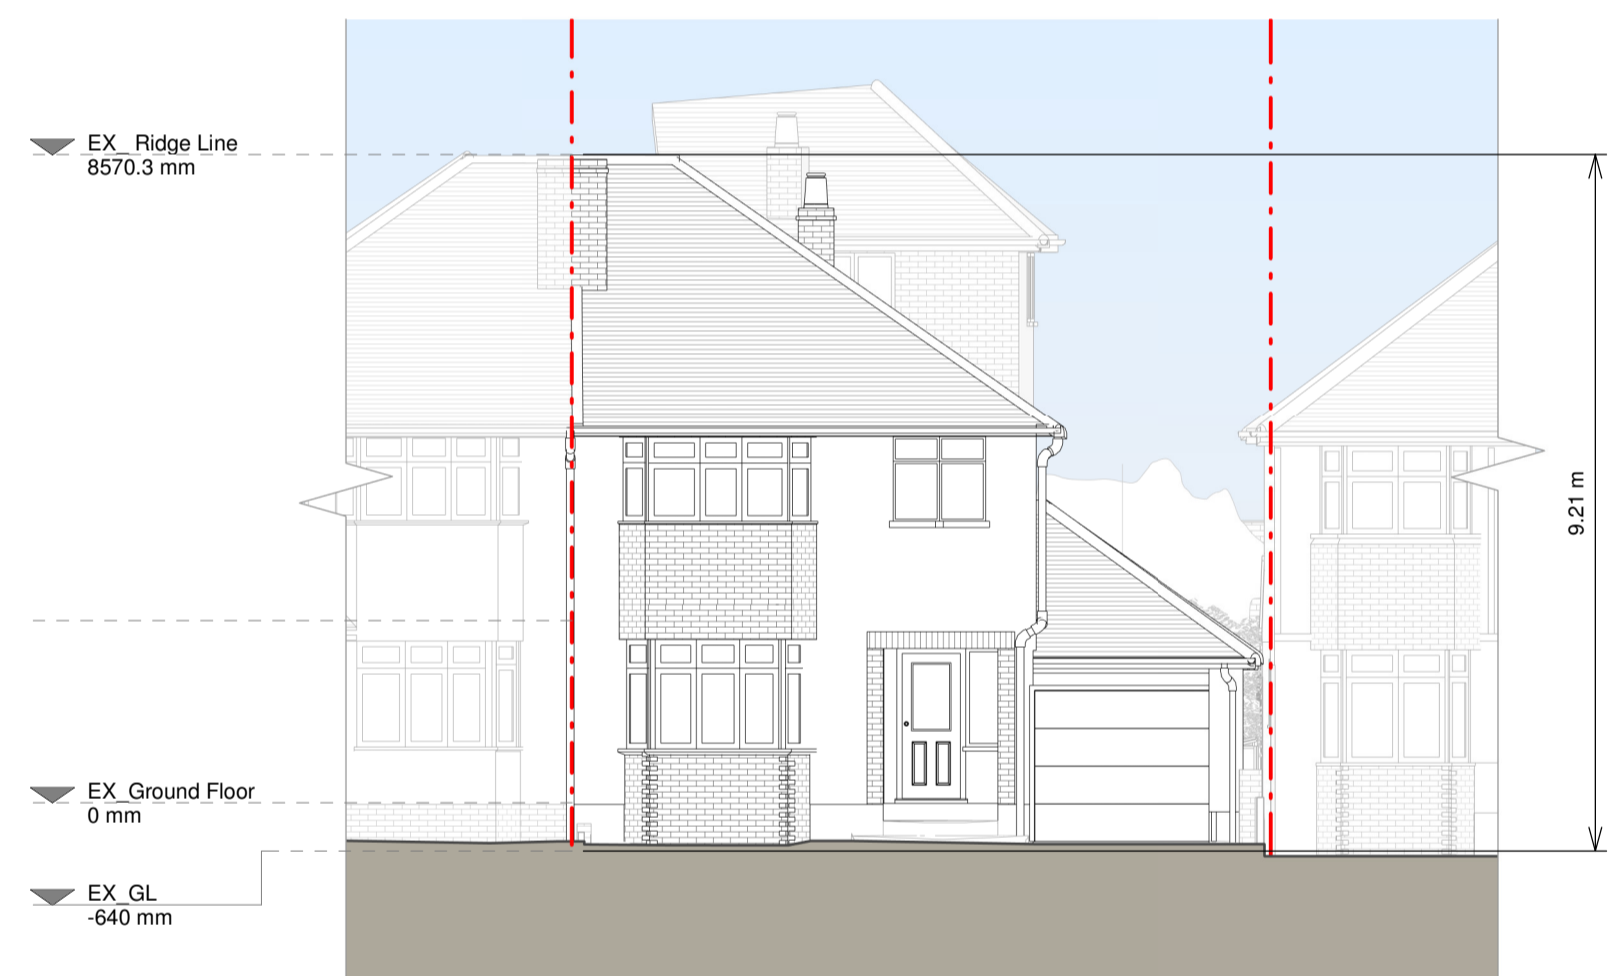 EX_ Ridge Line
8570.3 mm
9.21 m
EX_Ground Floor
0 mm
EX_GL
-640 mm